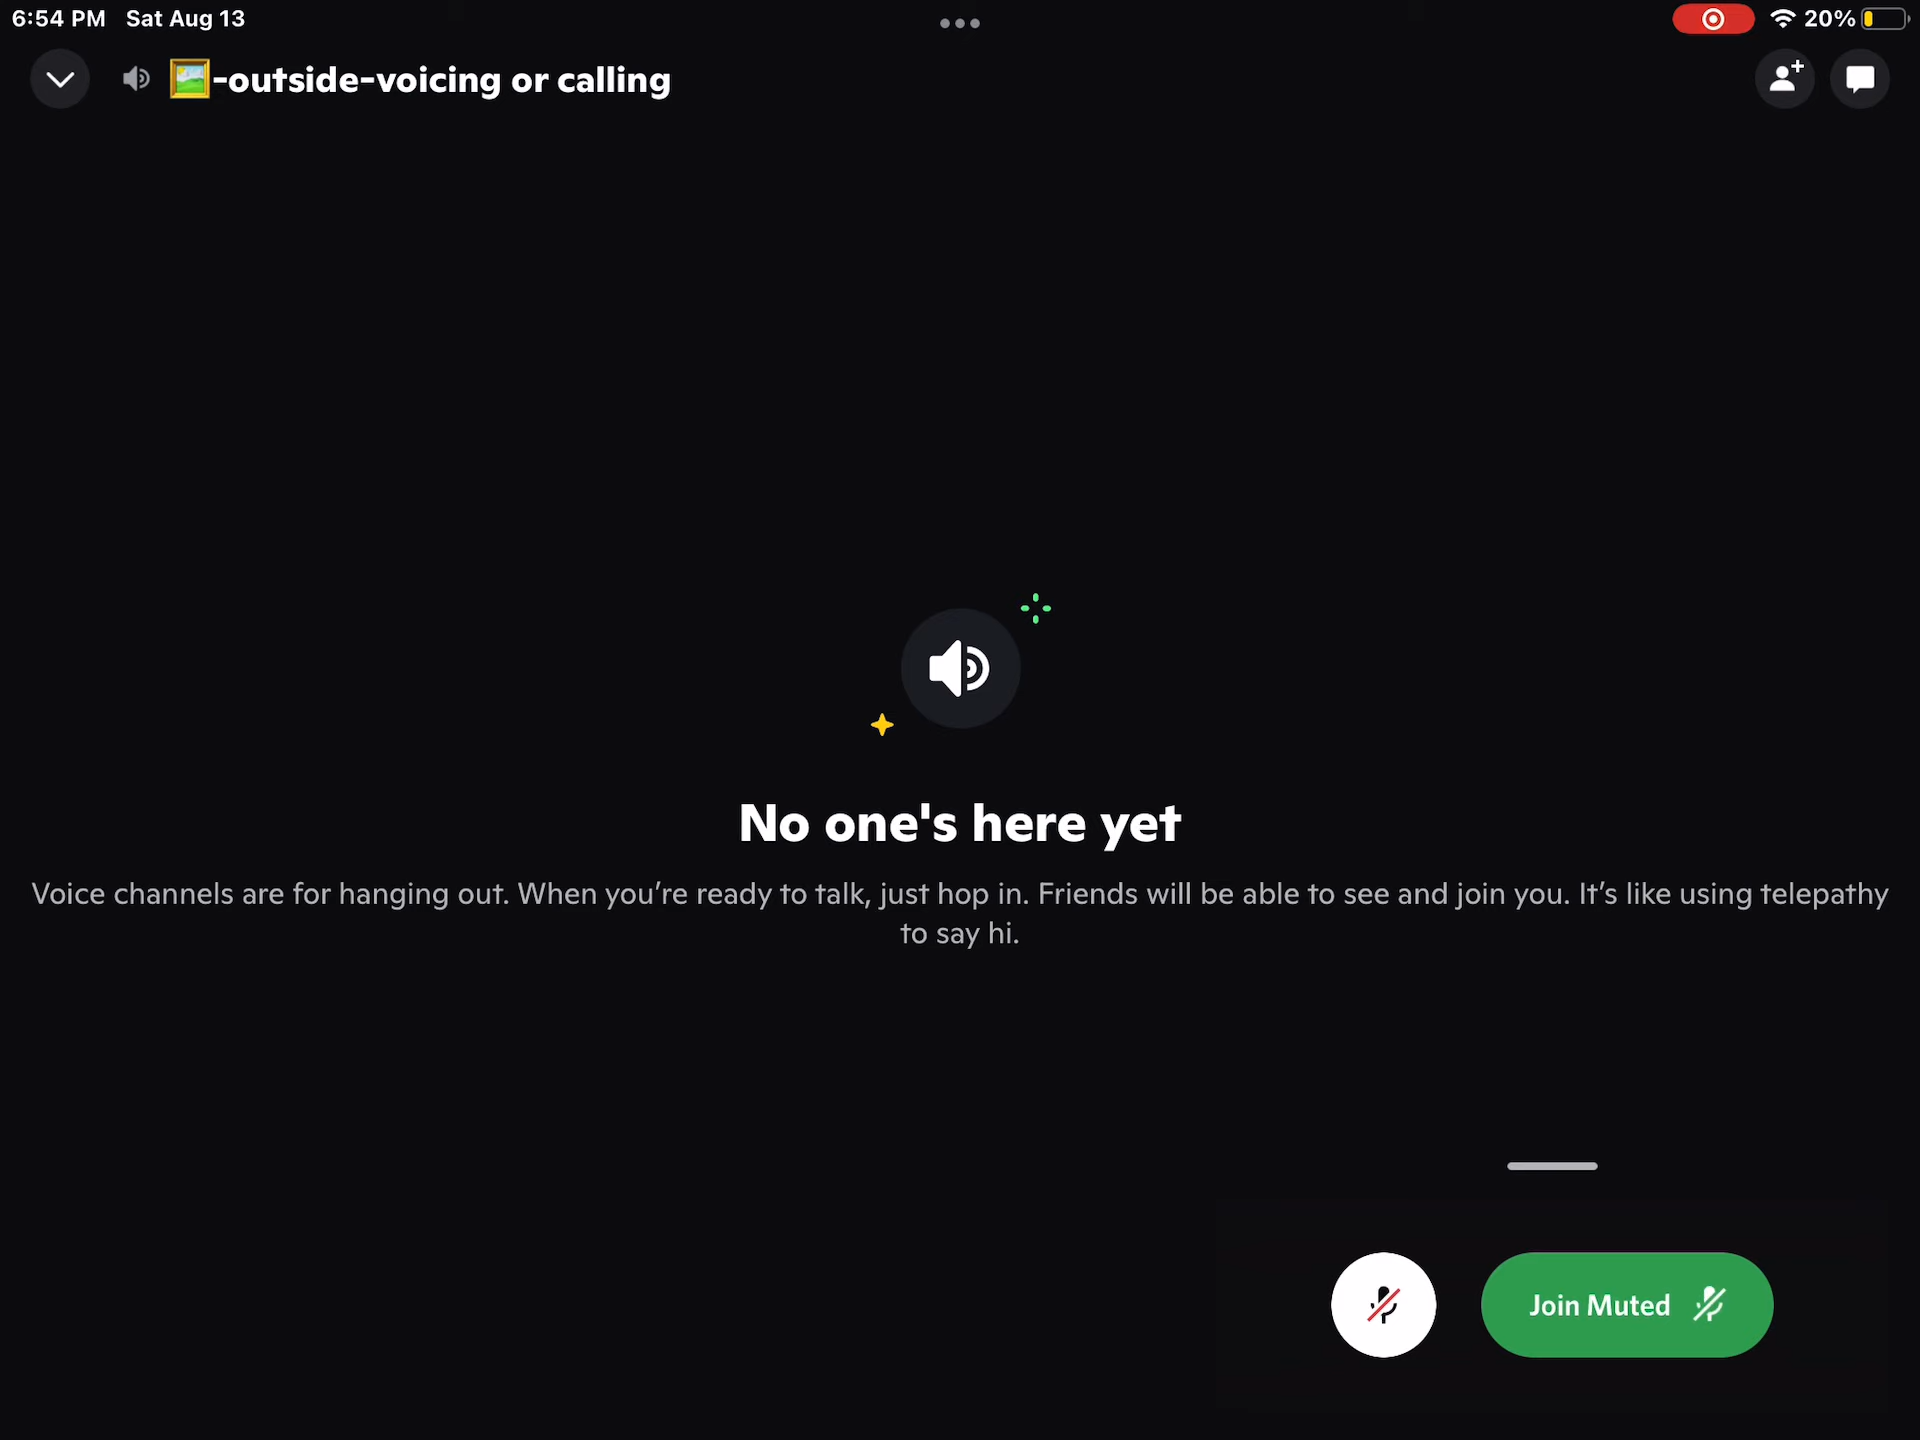 6:54 PM Sat Aug 13
20%
-outside-voicing or calling
No one's here yet
Voice channels are for hanging out. When you’re ready to talk, just hop in. Friends will be able to see and join you. It’s like using telepathy
to say hi.
Join Muted